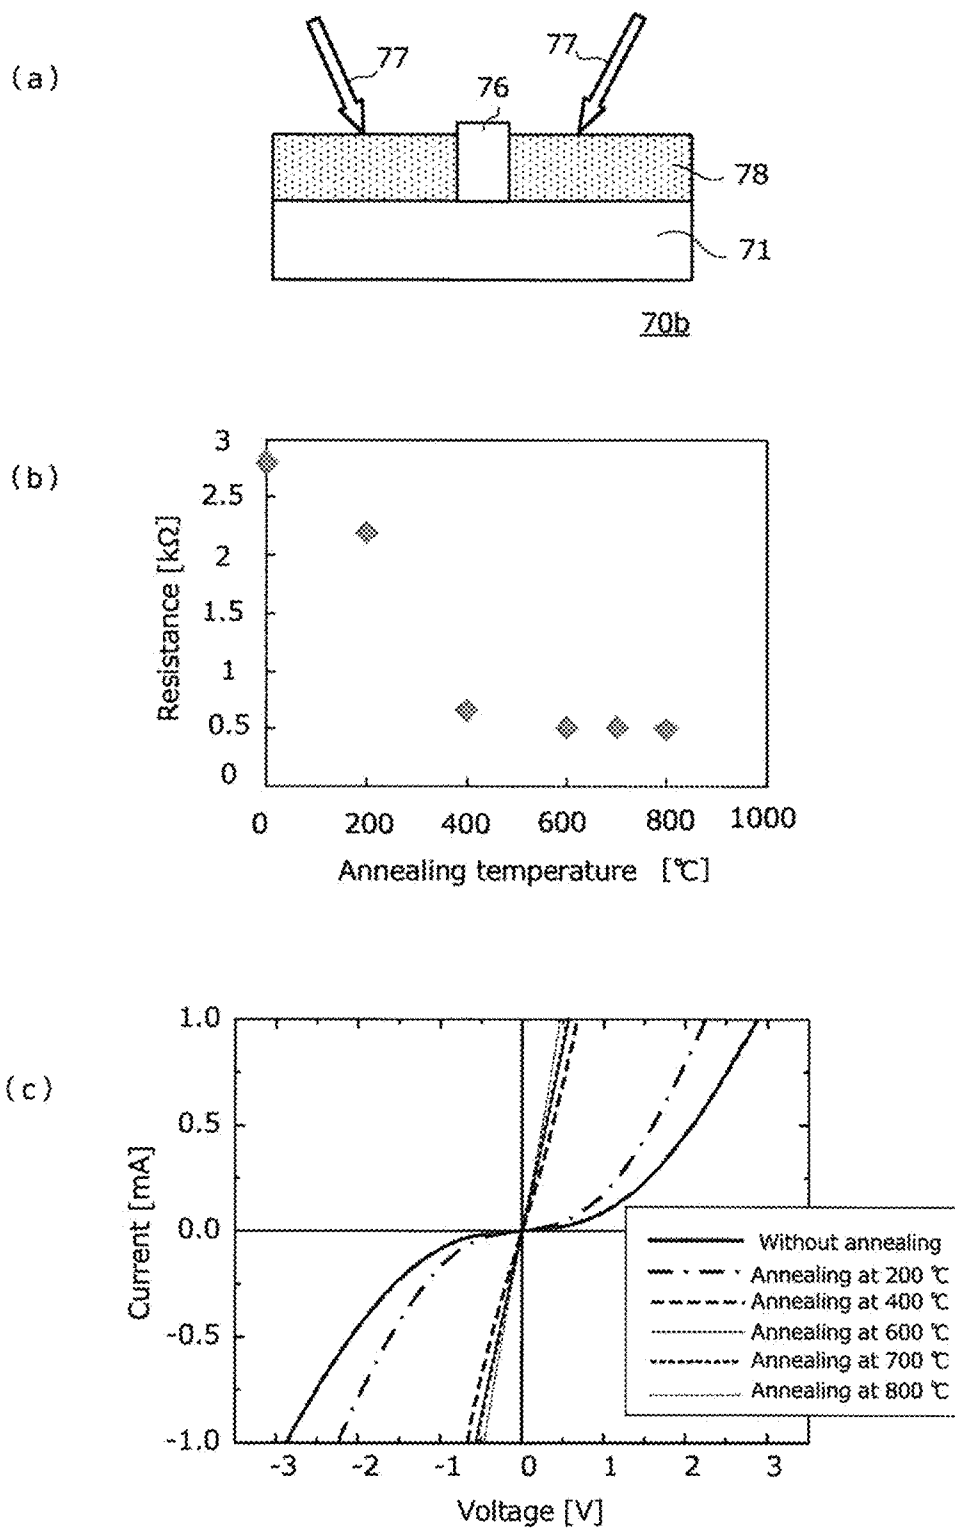 (a)
77
77
76
78
71
70b
(b)
Resistance [kΩ]
3
2.5
2
1.5
1
0.5
0
0 200 400 600 800 1000
Annealing temperature [℃]
(c)
Current [mA]
1.0
0.5
0.0
-0.5
-1.0
-3 -2 -1 0 1 2 3
Voltage [V]
Without annealing
Annealing at 200 ℃
Annealing at 400 ℃
Annealing at 600 ℃
Annealing at 700 ℃
Annealing at 800 ℃